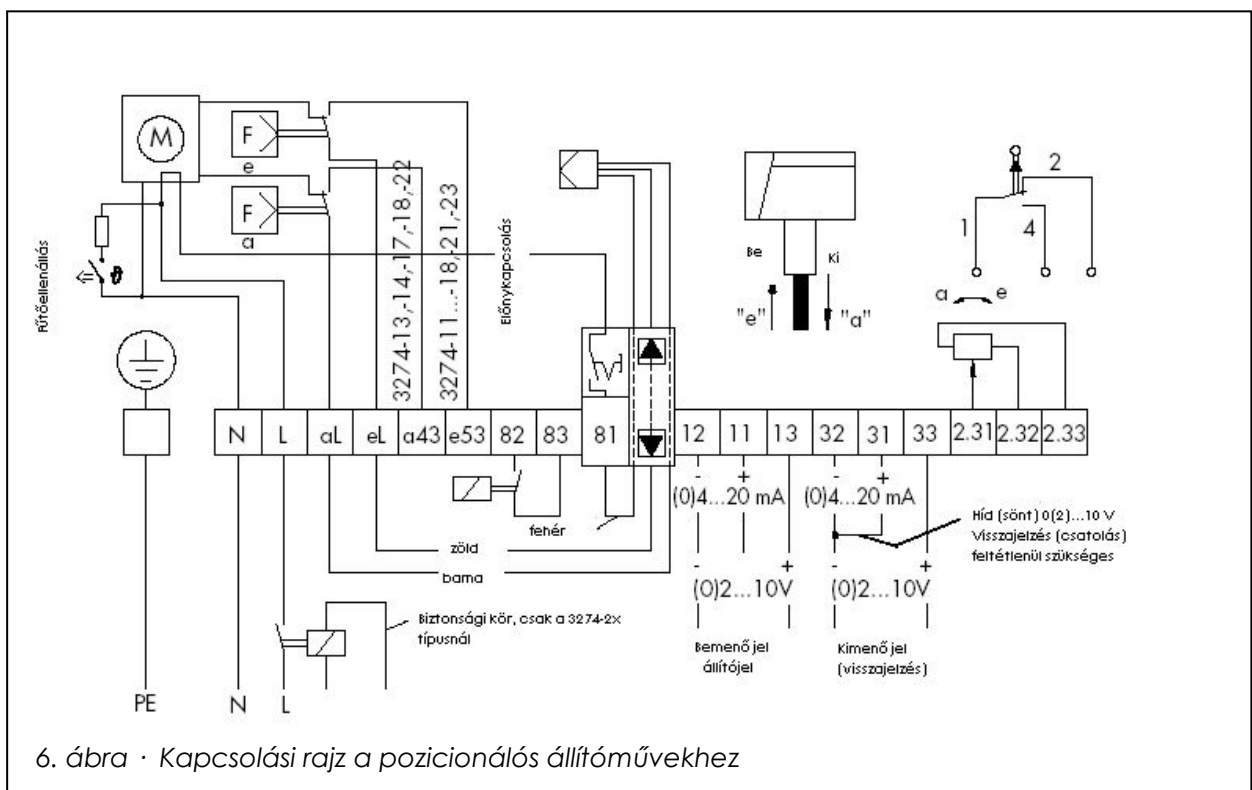 M
F
e
F
a
Fűtőellenállás
3274-13,-14,-17,-18,-22
3274-11...-18,-21,-23
Előnykapcsolás
Be
Ki
"e"
"a"
1
2
4
a
e
N L aL eL a43 e53 82 83 81 12 11 13 32 31 33 2.31 2.32 2.33
- +
(0)4...20 mA
- +
(0)4...20 mA
fehér
zöld
barna
Híd (sönt) 0(2)...10 V
Visszajelzés (csatolás)
feltétlenül szükséges
- +
(0)2...10V
- +
(0)2...10V
Biztonsági kör, csak a 3274-2x
típusnál
Bemenő jel
állítójel
Kimenő jel
(visszajelzés)
PE N L
6. ábra · Kapcsolási rajz a pozicionálós állítóművekhez